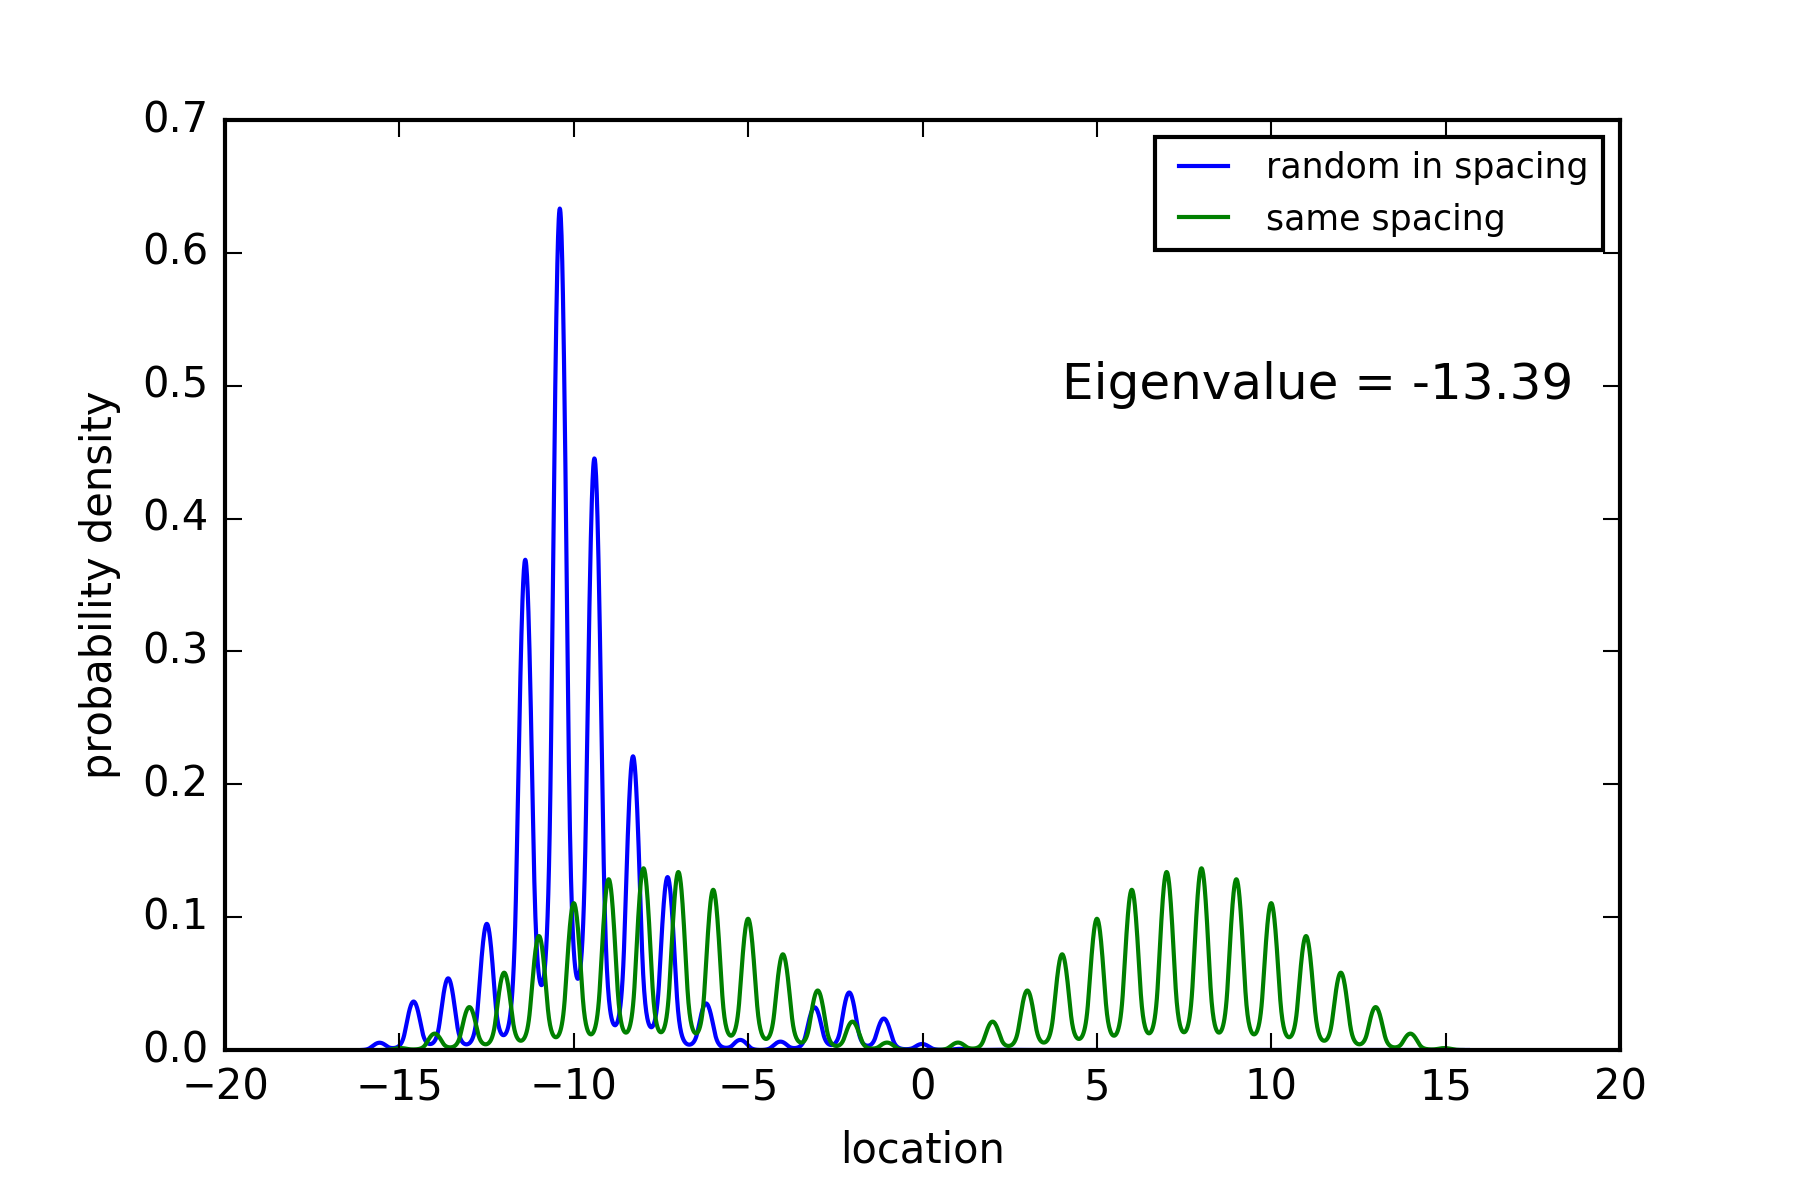 0.7
0.6
0.5
0.4
0.3
0.2
0.1
0.0
probability density
random in spacing
same spacing
Eigenvalue = -13.39
−20 −15 −10 −5 0 5 10 15 20
location